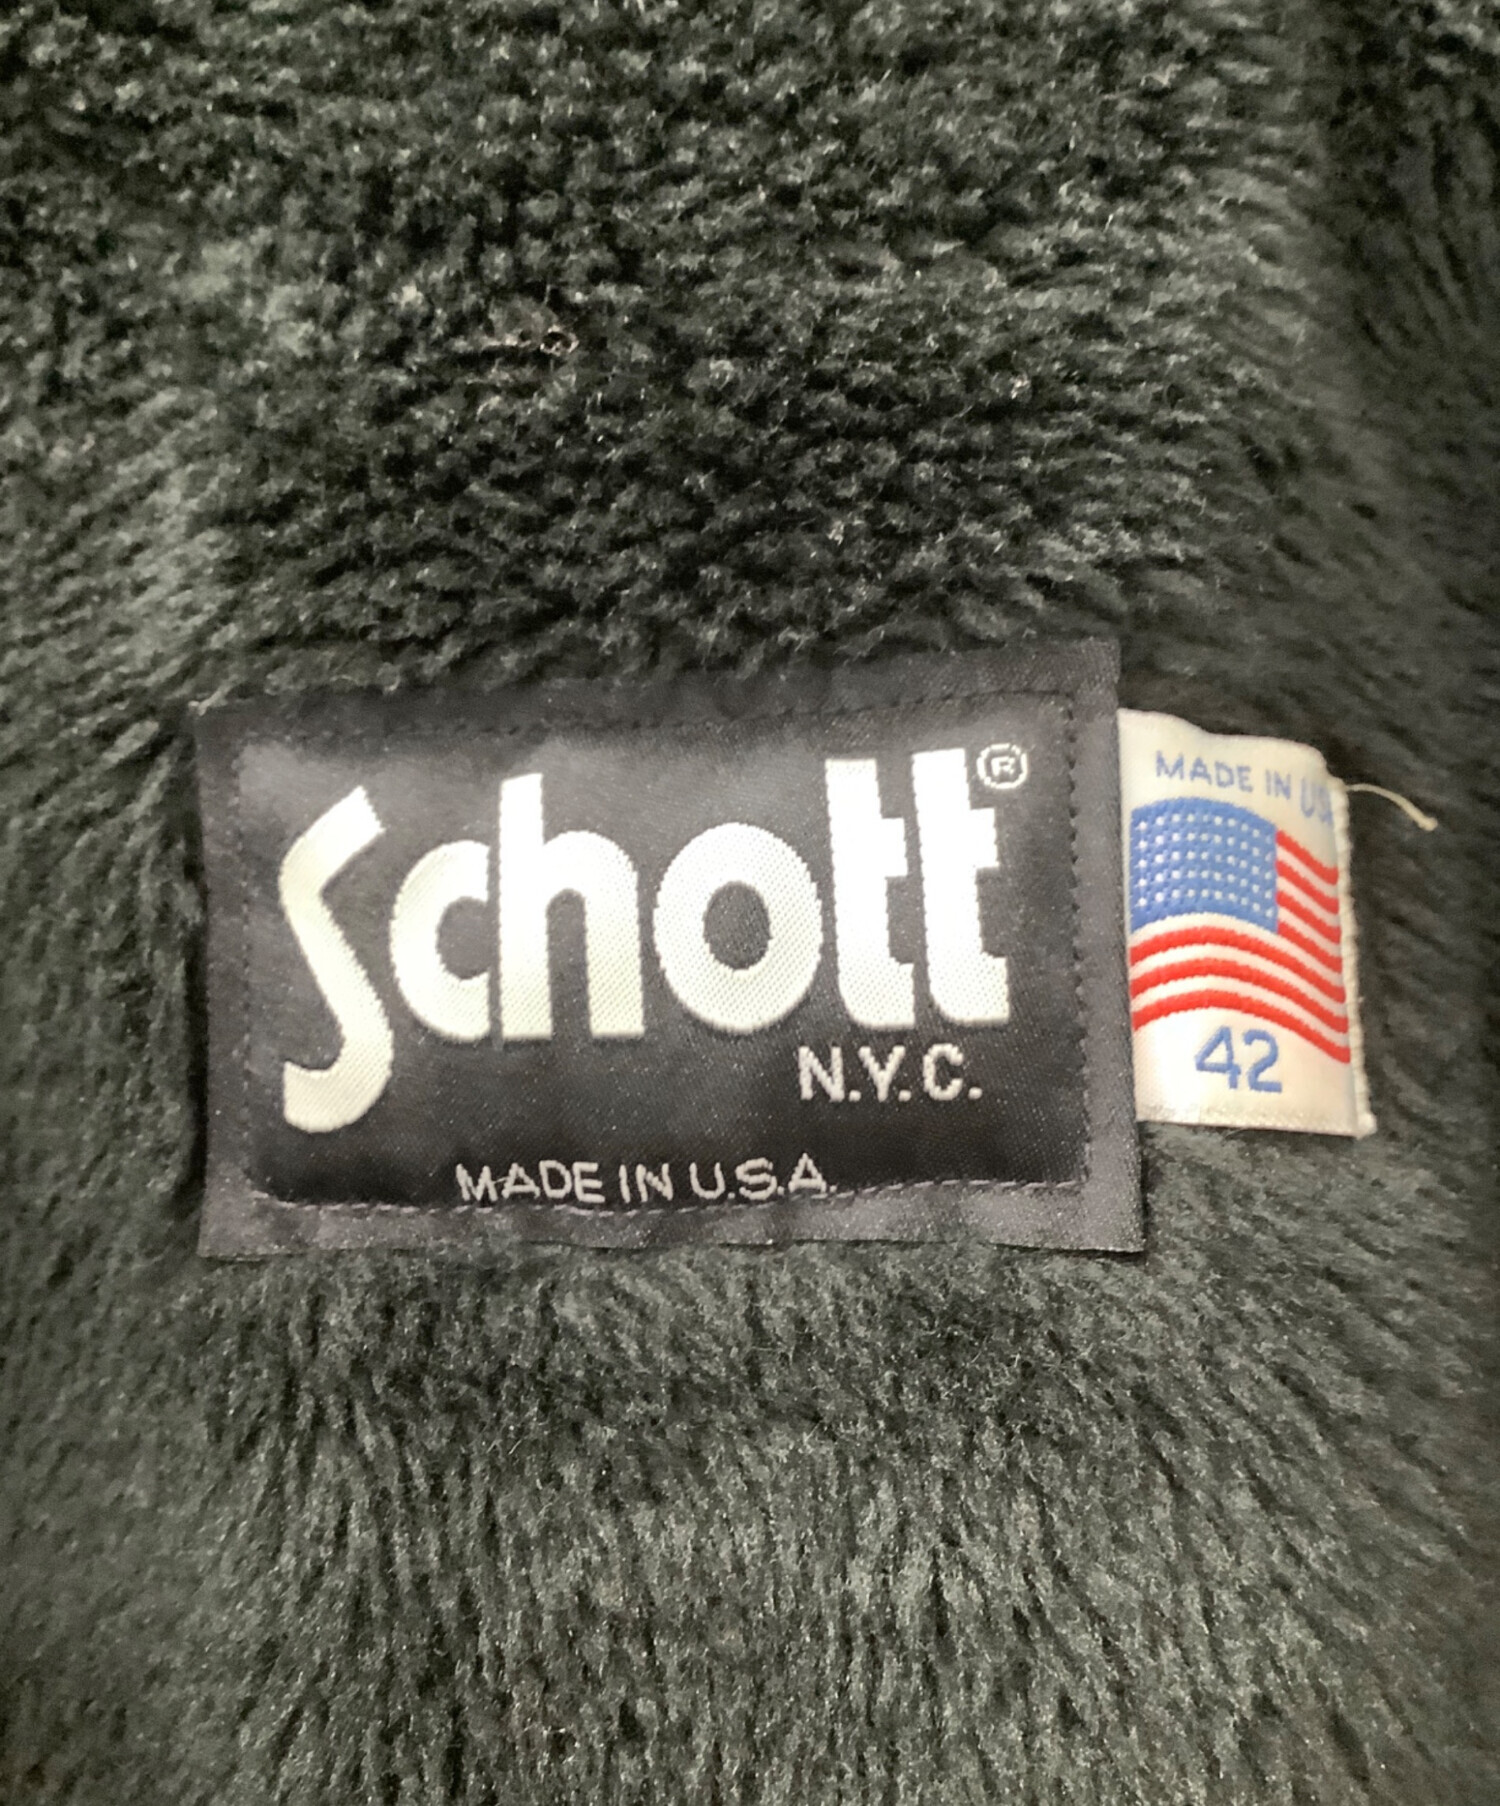 Schott®
N.Y.C.
MADE IN U.S.A.
MADE IN USA
42